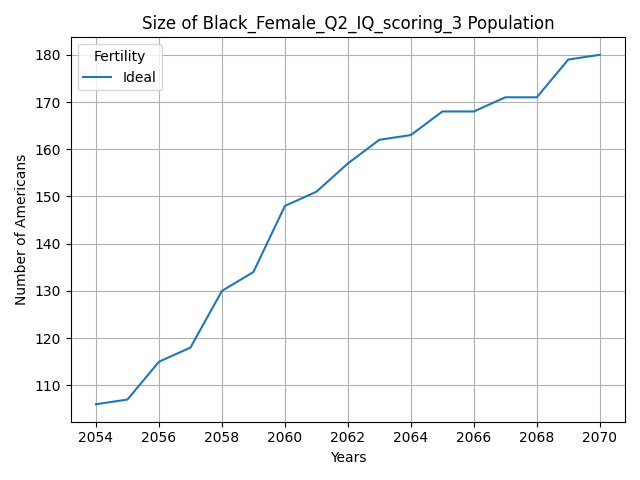 Size of Black_Female_Q2_IQ_scoring_3 Population
Fertility
Ideal
Number of Americans
180
170
160
150
140
130
120
110
2054 2056 2058 2060 2062 2064 2066 2068 2070
Years